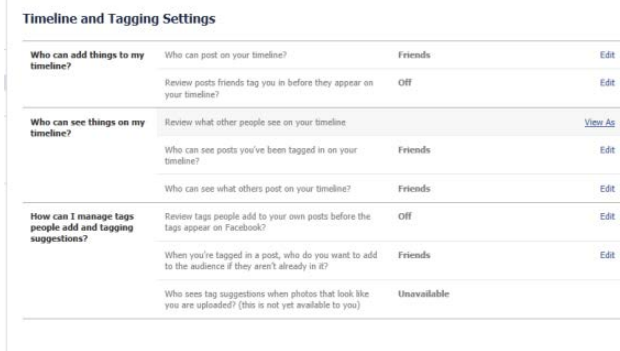 Timeline and Tagging Settings
Who can add things to my
timeline?
Who can post on your timeline?
Friends
Edit
Review posts friends tag you in before they appear on
your timeline?
Off
Edit
Who can see things on my
timeline?
Review what other people see on your timeline
View As
Who can see posts you've been tagged in on your
timeline?
Friends
Edit
Who can see what others post on your timeline?
Friends
Edit
How can I manage tags
people add and tagging
suggestions?
Review tags people add to your own posts before the
tags appear on Facebook?
Off
Edit
When you're tagged in a post, who do you want to add
to the audience if they aren't already in it?
Friends
Edit
Who sees tag suggestions when photos that look like
you are uploaded? (this is not yet available to you)
Unavailable